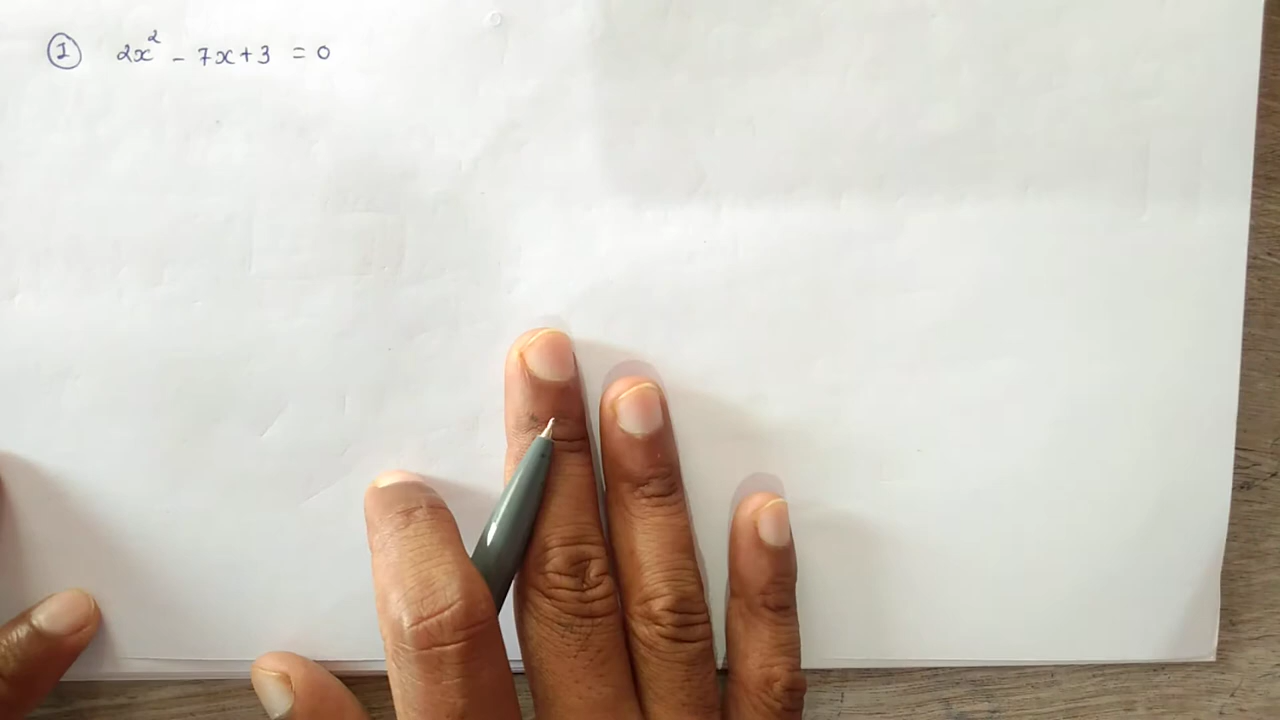 ① 2x² - 7x + 3 = 0